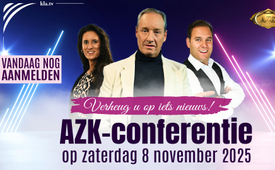 kla.tv
VANDAAG NOG
AANMELDEN
Verheug u op iets nieuws!
AZK-conferentie
op zaterdag 8 november 2025